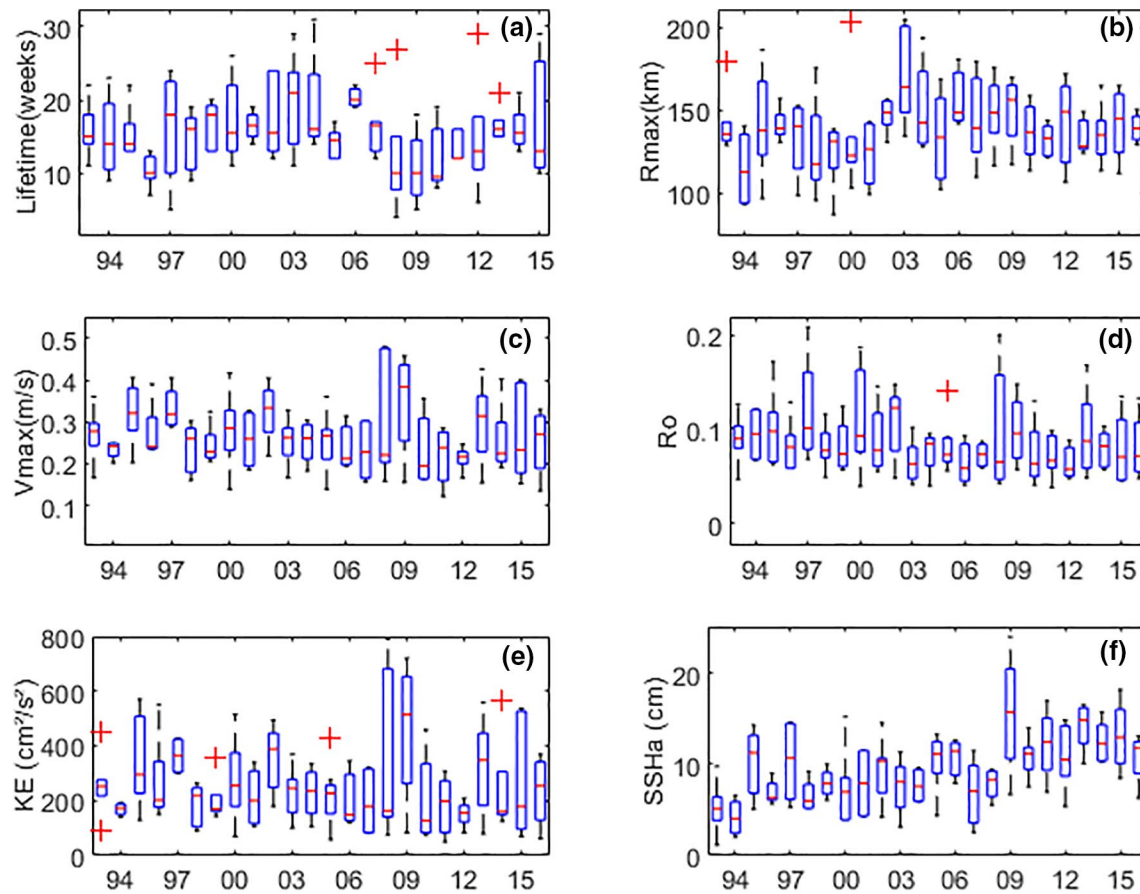 (a)
Lifetime(weeks)
30
20
10
94 97 00 03 06 09 12 15
(b)
Rmax(km)
200
150
100
94 97 00 03 06 09 12 15
(c)
Vmax(m/s)
0.5
0.4
0.3
0.2
0.1
94 97 00 03 06 09 12 15
(d)
Ro
0.2
0.1
0
94 97 00 03 06 09 12 15
(e)
KE (cm²/s²)
800
600
400
200
0
94 97 00 03 06 09 12 15
(f)
SSHa (cm)
20
10
0
94 97 00 03 06 09 12 15